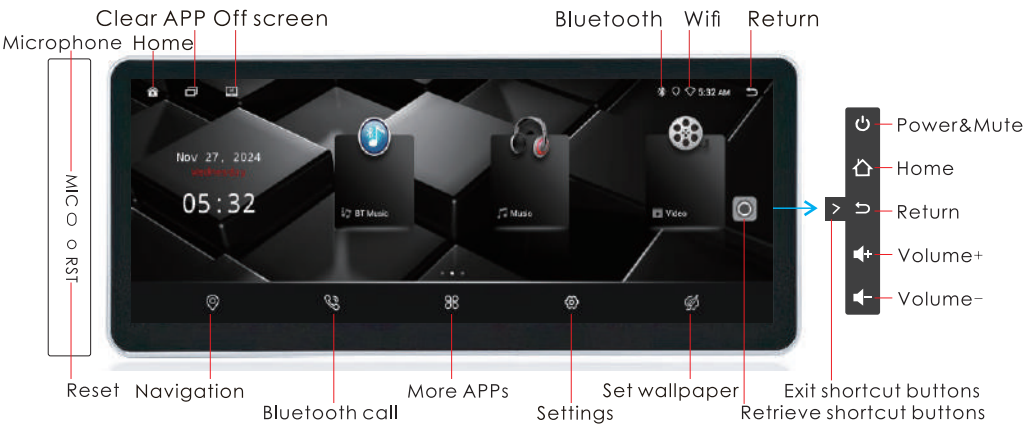 Clear APP Off screen
Bluetooth Wifi Return
Microphone Home
5:32 AM
Nov 27, 2024
05:32
BT Music
Music
Video
MIC
RST
Power&Mute
Home
Return
Volume+
Volume-
Reset Navigation
More APPs
Set wallpaper
Exit shortcut buttons
Bluetooth call
Settings
Retrieve shortcut buttons